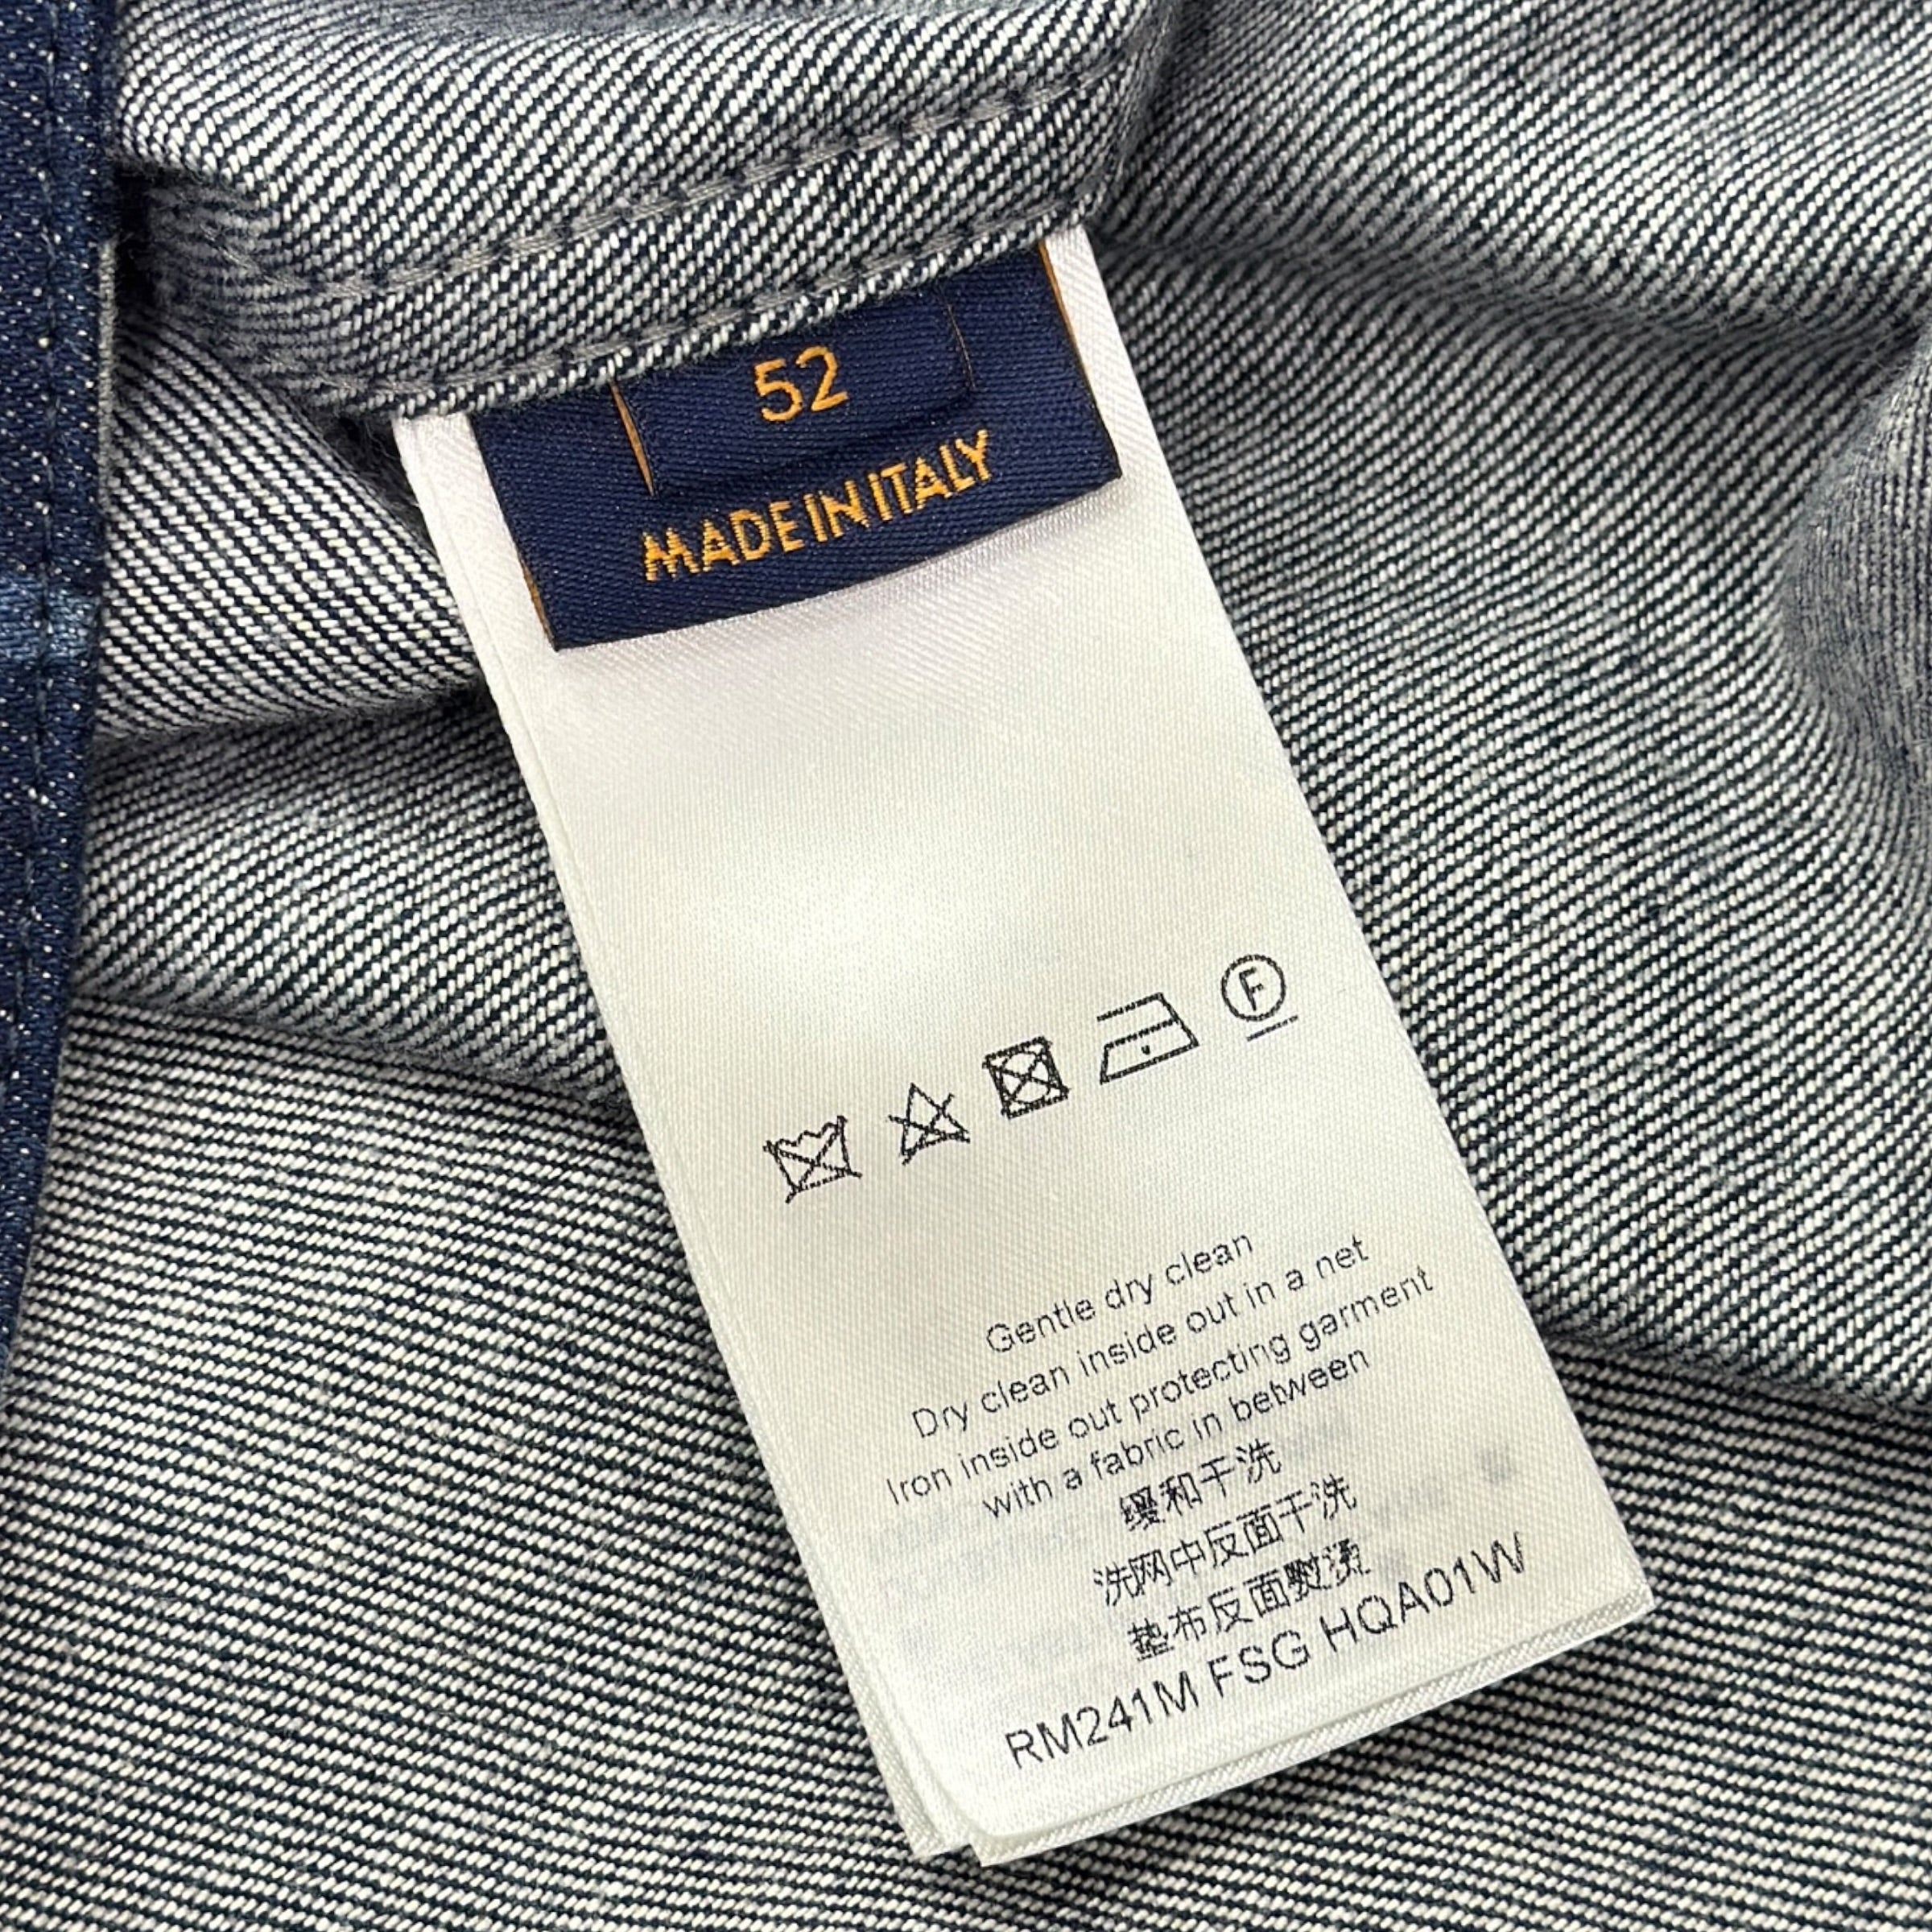 52
MADE IN ITALY
F
Gentle dry clean
Dry clean inside out in a net
Iron inside out protecting garment
with a fabric in between
缓和干洗
洗网中反面干洗
垫布反面熨烫
RM241M FSG HQA01W